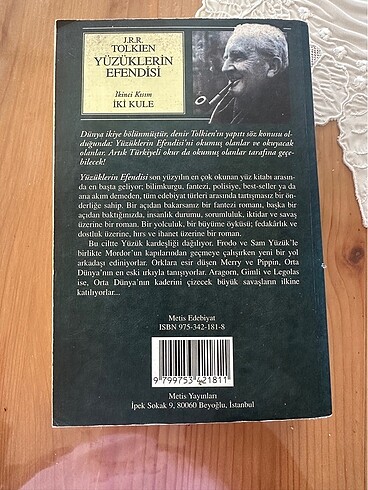 J.R.R.
TOLKIEN
YÜZÜKLERİN
EFENDİSİ
İkinci Kısım
İKİ KULE
Dünya ikiye bölünmüştür, denir Tolkien'ın yapıtı söz konusu ol-
duğunda: Yüzüklerin Efendisi'ni okumuş olanlar ve okuyacak
olanlar. Artık Türkiyeli okur da okumuş olanlar tarafına geçe-
bilecek!
Yüzüklerin Efendisi son yüzyılın en çok okunan yüz kitabı arasın-
da en başta geliyor; bilimkurgu, fantezi, polisiye, best-seller ya da
ana akım demeden, tüm edebiyat türleri arasında tartışmasız bir ön-
derliğe sahip. Bir açıdan bakarsanız bir fantezi romanı, başka bir
açıdan baktığınızda, insanlık durumu, sorumluluk, iktidar ve savaş
üzerine bir roman. Bir yolculuk, bir büyüme öyküsü; fedakârlık ve
dostluk üzerine, hırs ve ihanet üzerine bir roman.
Bu ciltte Yüzük kardeşliği dağılıyor. Frodo ve Sam Yüzük'le
birlikte Mordor'un kapılarından geçmeye çalışırken yeni bir yol
arkadaşı ediniyorlar. Orklara esir düşen Merry ve Pippin, Orta
Dünya'nın en eski ırkıyla tanışıyorlar. Aragorn, Gimli ve Legolas
ise, Orta Dünya'nın kaderini çizecek büyük savaşların ilkine
katılıyorlar...
Metis Edebiyat
ISBN 975-342-181-8
9 799753 421811
Metis Yayınları
İpek Sokak 9, 80060 Beyoğlu, İstanbul